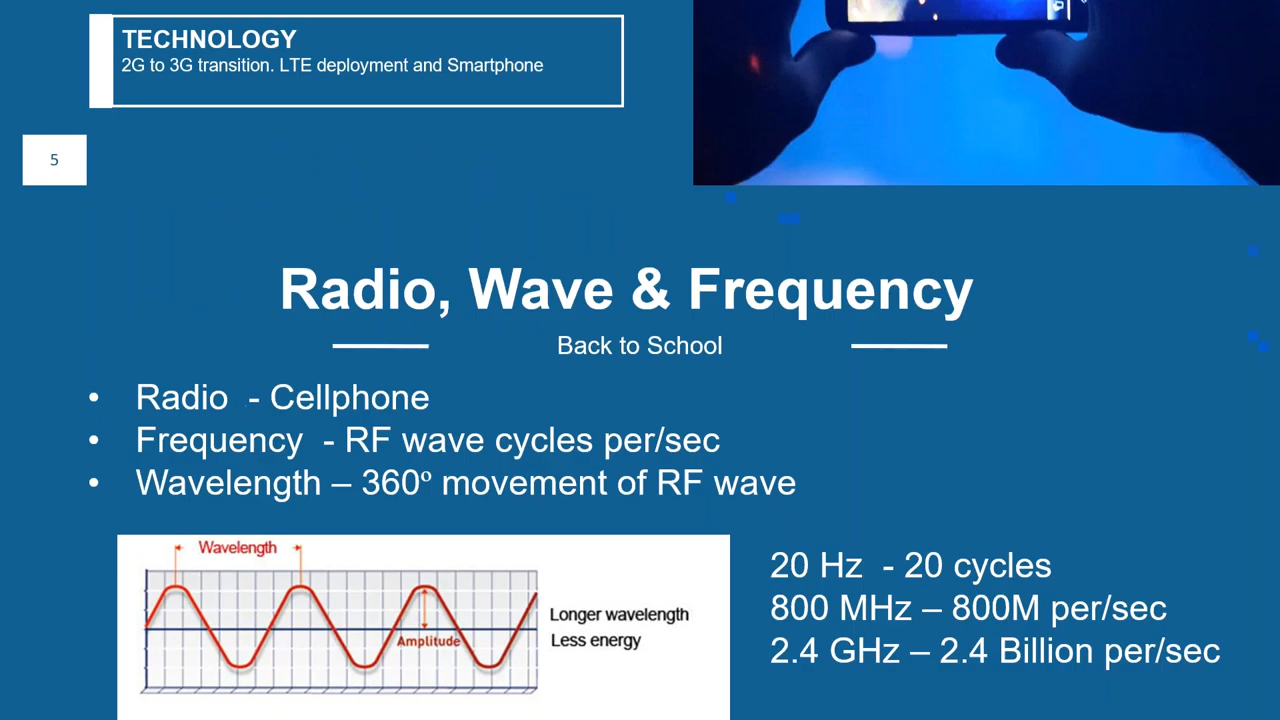 TECHNOLOGY
2G to 3G transition. LTE deployment and Smartphone
5
Radio, Wave & Frequency
Back to School
• Radio - Cellphone
• Frequency - RF wave cycles per/sec
• Wavelength – 360º movement of RF wave
Wavelength
Amplitude
Longer wavelength
Less energy
20 Hz - 20 cycles
800 MHz – 800M per/sec
2.4 GHz – 2.4 Billion per/sec